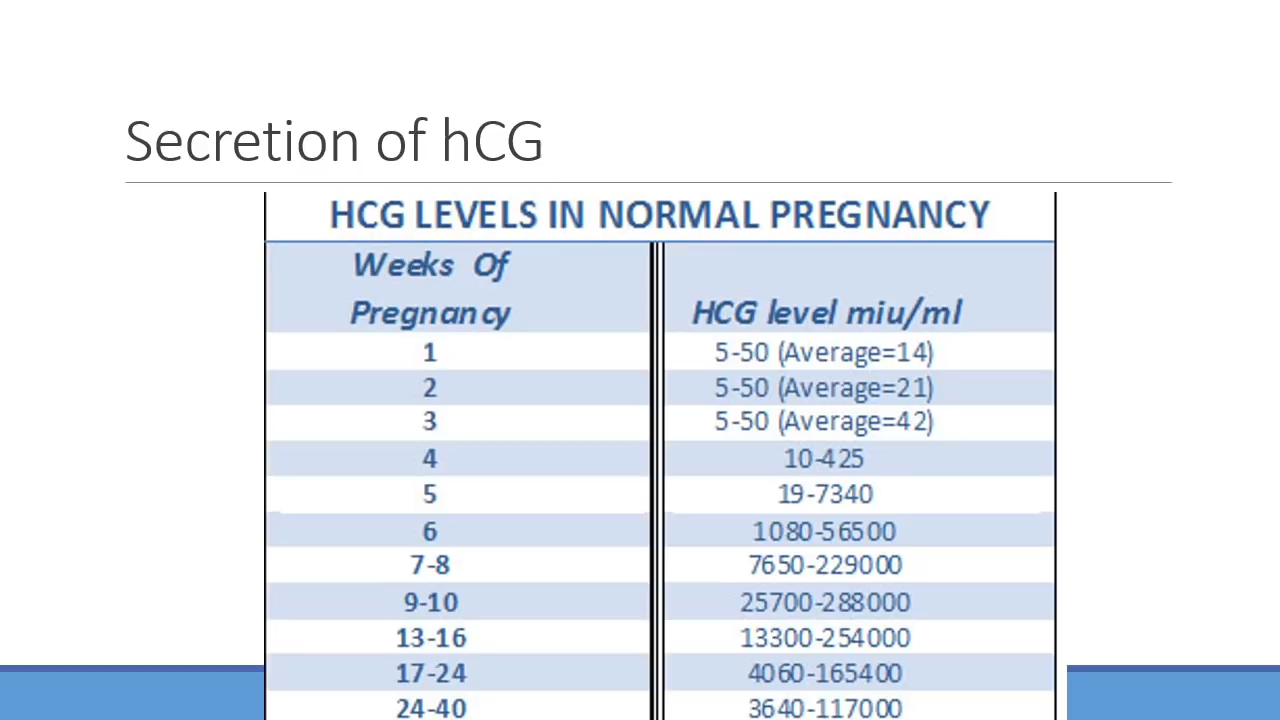 Secretion of hCG
HCG LEVELS IN NORMAL PREGNANCY
Weeks Of
Pregnancy HCG level miu/ml
1 5-50 (Average=14)
2 5-50 (Average=21)
3 5-50 (Average=42)
4 10-425
5 19-7340
6 1080-56500
7-8 7650-229000
9-10 25700-288000
13-16 13300-254000
17-24 4060-165400
24-40 3640-117000